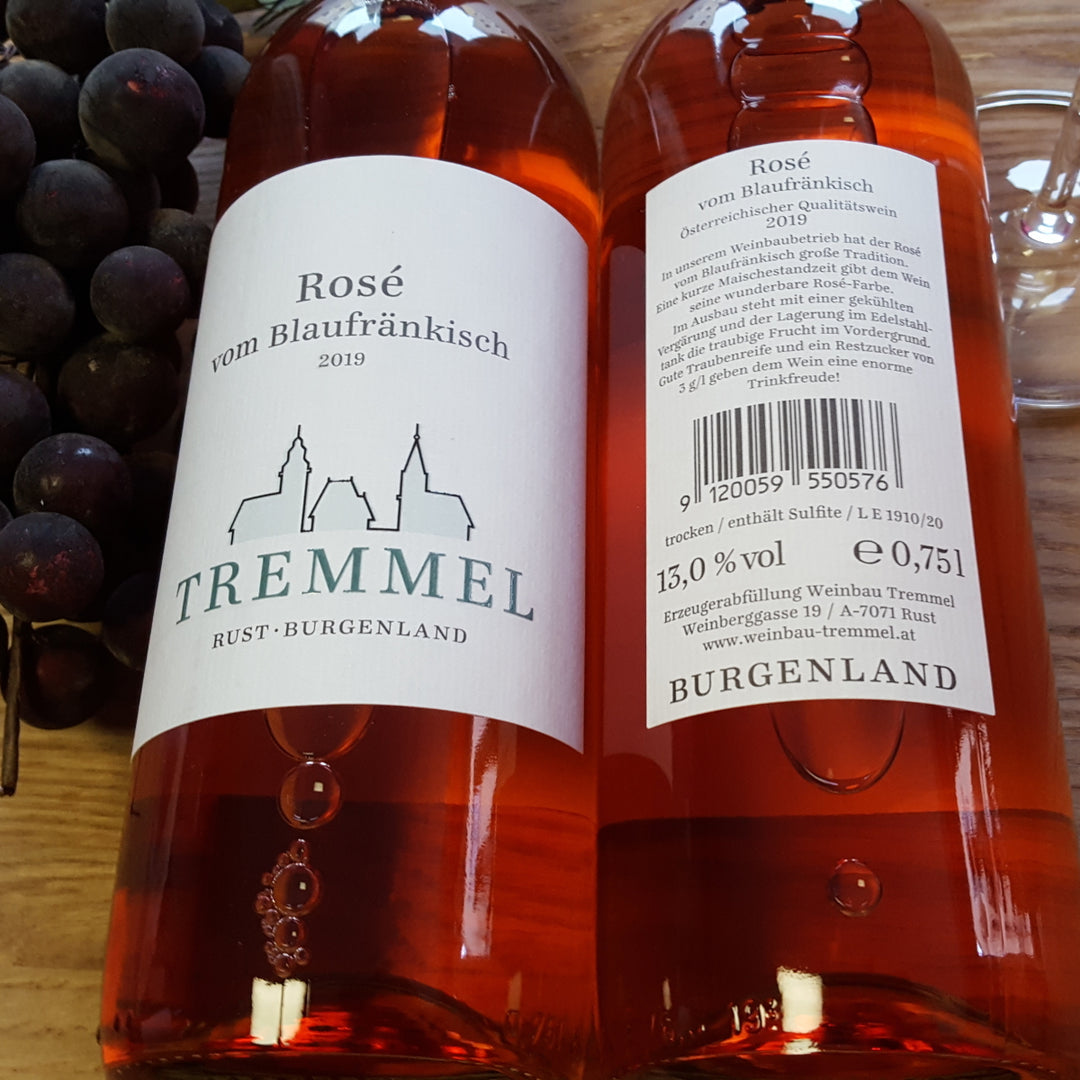 Rosé
vom Blaufränkisch
2019
TREMMEL
RUST · BURGENLAND
Rosé
vom Blaufränkisch
Österreichischer Qualitätswein
2019
In unserem Weinbaubetrieb hat der Rosé
vom Blaufränkisch große Tradition.
Eine kurze Maischestandzeit gibt dem Wein
seine wunderbare Rosé-Farbe.
Im Ausbau steht mit einer gekühlten
Vergärung und der Lagerung im Edelstahl-
tank die traubige Frucht im Vordergrund.
Gute Traubenreife und ein Restzucker von
3 g/l geben dem Wein eine enorme
Trinkfreude!
9 120059 550576
trocken / enthält Sulfite / L E 1910/20
13,0 % vol ℮ 0,75 l
Erzeugerabfüllung Weinbau Tremmel
Weinberggasse 19 / A-7071 Rust
www.weinbau-tremmel.at
BURGENLAND